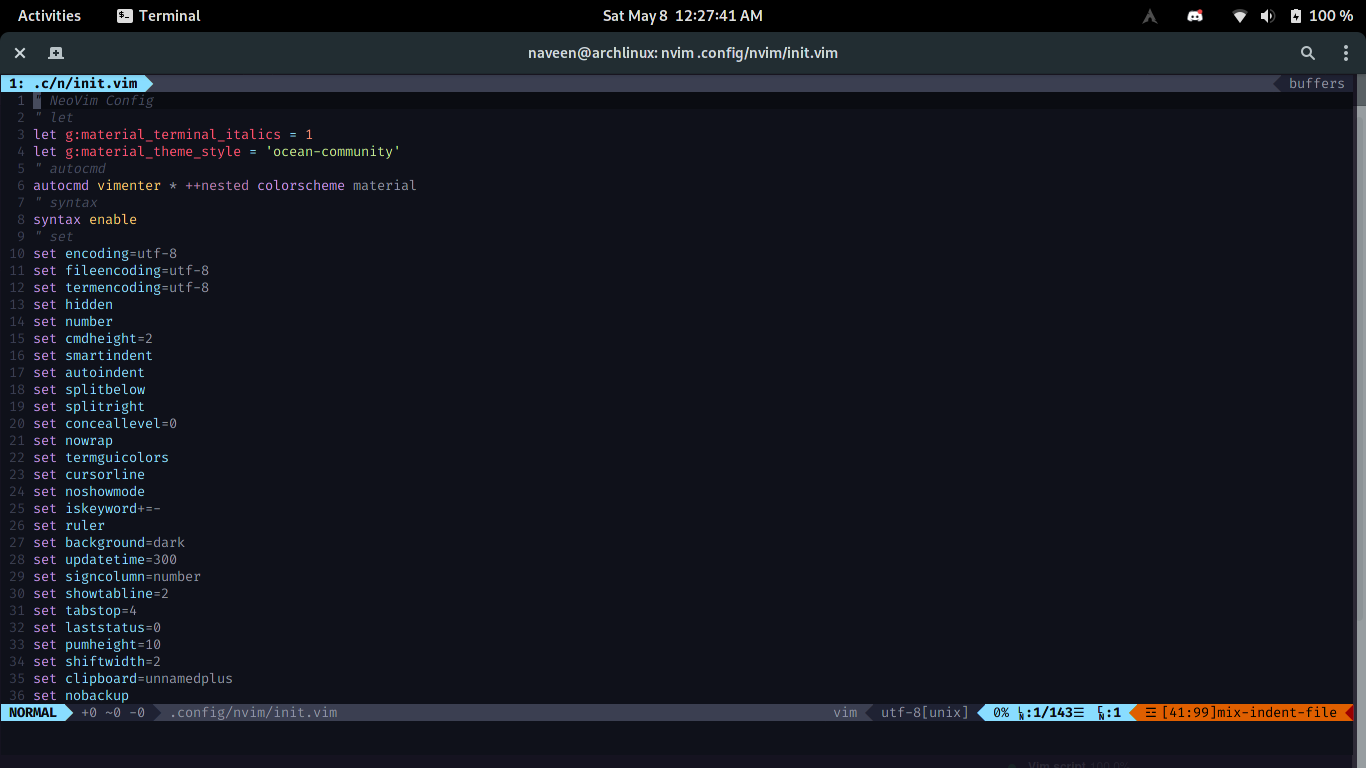 Activities Terminal Sat May 8 12:27:41 AM 100 %
naveen@archlinux: nvim .config/nvim/init.vim
1: .c/n/init.vim buffers
1 " NeoVim Config
2 " let
3 let g:material_terminal_italics = 1
4 let g:material_theme_style = 'ocean-community'
5 " autocmd
6 autocmd vimenter * ++nested colorscheme material
7 " syntax
8 syntax enable
9 " set
10 set encoding=utf-8
11 set fileencoding=utf-8
12 set termencoding=utf-8
13 set hidden
14 set number
15 set cmdheight=2
16 set smartindent
17 set autoindent
18 set splitbelow
19 set splitright
20 set conceallevel=0
21 set nowrap
22 set termguicolors
23 set cursorline
24 set noshowmode
25 set iskeyword+=-
26 set ruler
27 set background=dark
28 set updatetime=300
29 set signcolumn=number
30 set showtabline=2
31 set tabstop=4
32 set laststatus=0
33 set pumheight=10
34 set shiftwidth=2
35 set clipboard=unnamedplus
36 set nobackup
NORMAL +0 ~0 -0 .config/nvim/init.vim vim utf-8[unix] 0% LN:1/143☰ CN:1 ☲ [41:99]mix-indent-file
Vim script 100.0%